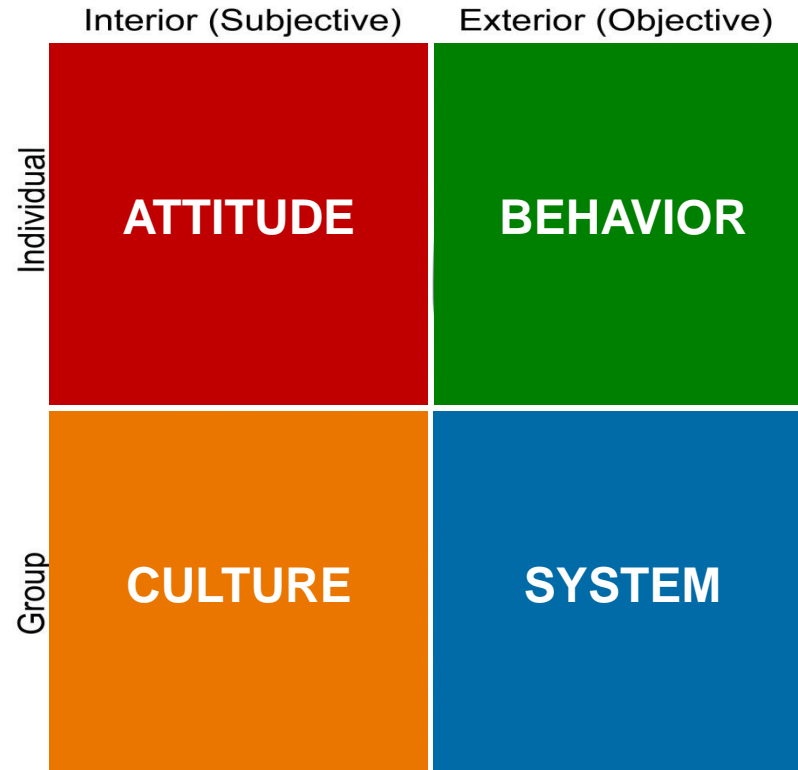 Interior (Subjective) Exterior (Objective)
Individual
ATTITUDE BEHAVIOR
Group
CULTURE SYSTEM